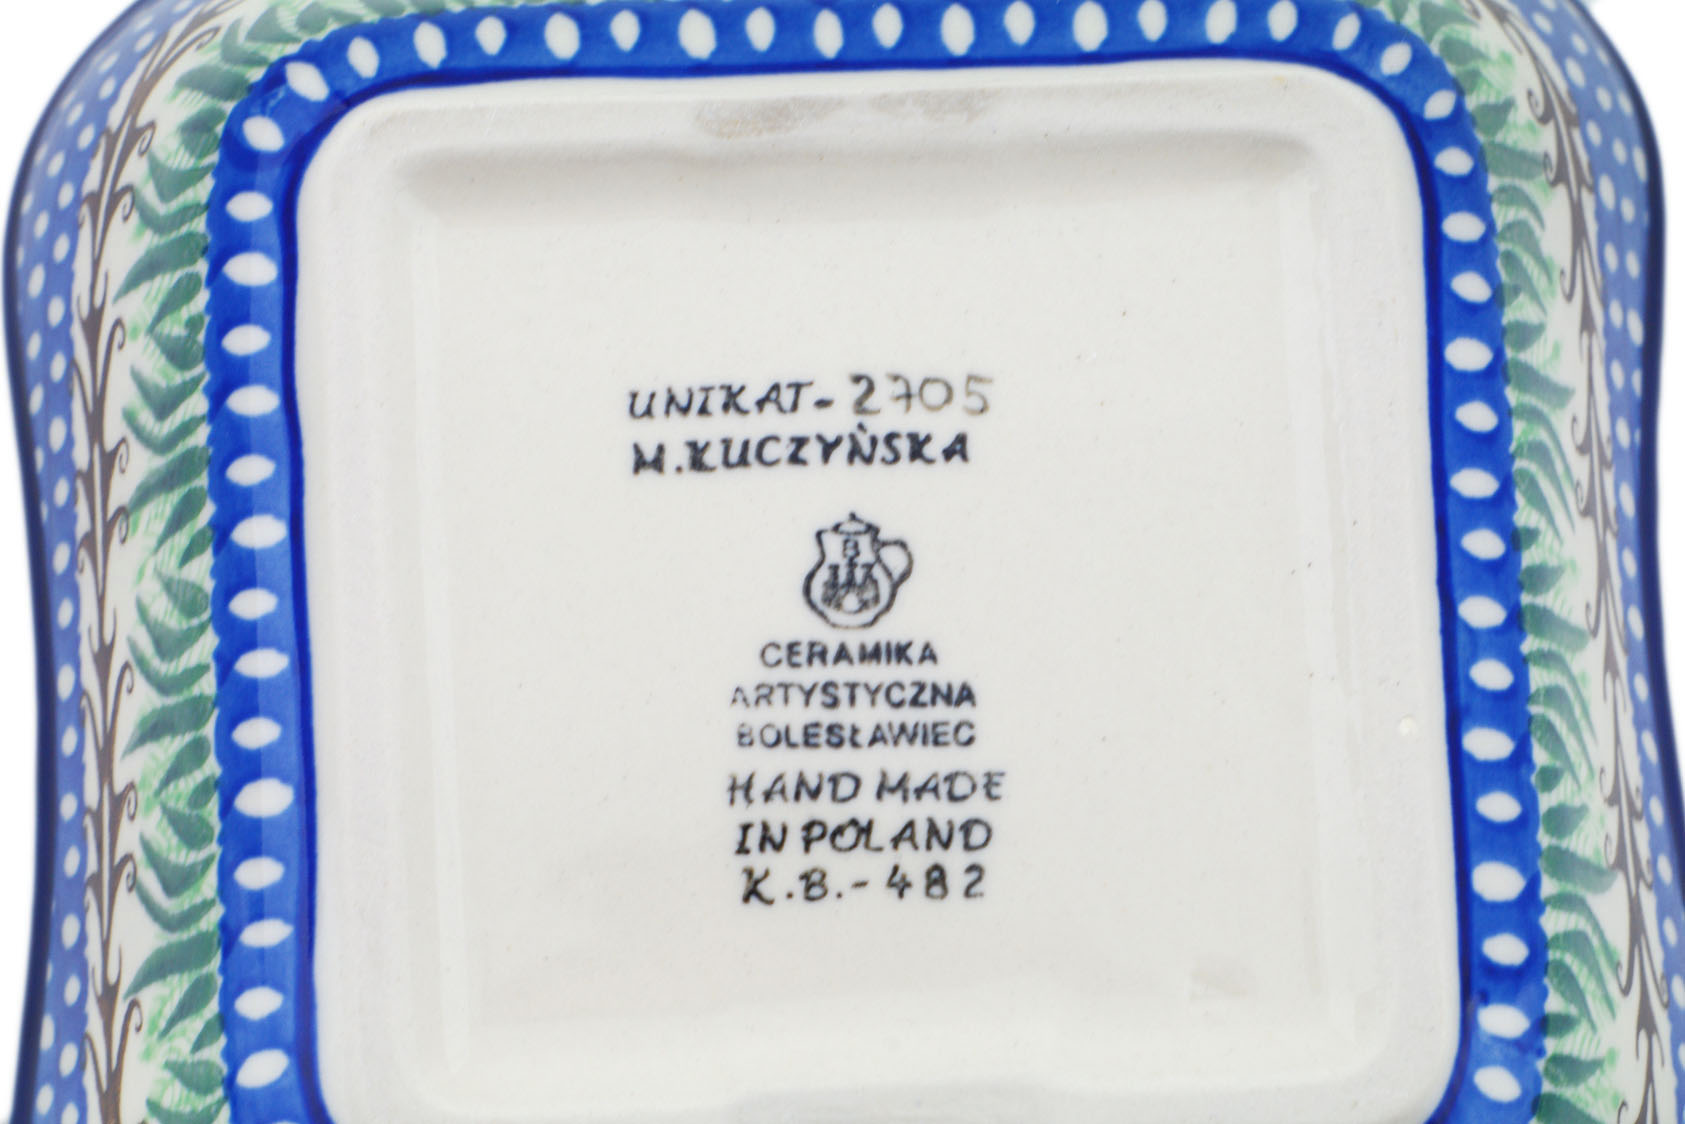 UNIKAT-2705
M.KUCZYŃSKA
B
CERAMIKA
ARTYSTYCZNA
BOLESŁAWIEC
HAND MADE
IN POLAND
K.B.-482